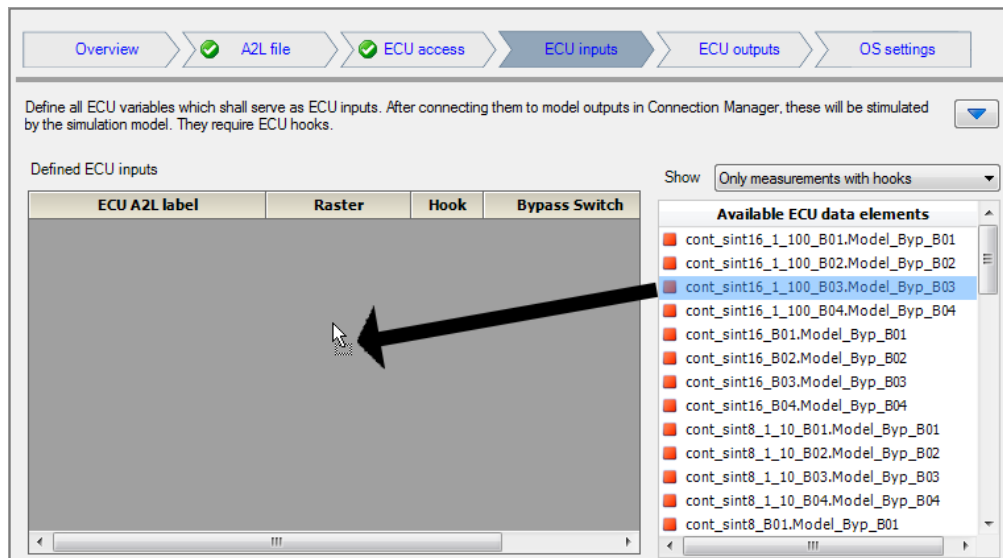 Overview A2L file ECU access ECU inputs ECU outputs OS settings
Define all ECU variables which shall serve as ECU inputs. After connecting them to model outputs in Connection Manager, these will be stimulated
by the simulation model. They require ECU hooks.
Defined ECU inputs
Show Only measurements with hooks
ECU A2L label Raster Hook Bypass Switch
Available ECU data elements
cont_sint16_1_100_B01.Model_Byp_B01
cont_sint16_1_100_B02.Model_Byp_B02
cont_sint16_1_100_B03.Model_Byp_B03
cont_sint16_1_100_B04.Model_Byp_B04
cont_sint16_B01.Model_Byp_B01
cont_sint16_B02.Model_Byp_B02
cont_sint16_B03.Model_Byp_B03
cont_sint16_B04.Model_Byp_B04
cont_sint8_1_10_B01.Model_Byp_B01
cont_sint8_1_10_B02.Model_Byp_B02
cont_sint8_1_10_B03.Model_Byp_B03
cont_sint8_1_10_B04.Model_Byp_B04
cont_sint8_B01.Model_Byp_B01